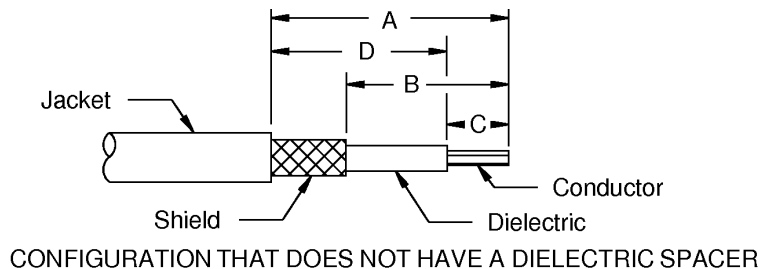 A
D
B
Jacket
C
Conductor
Shield
Dielectric
CONFIGURATION THAT DOES NOT HAVE A DIELECTRIC SPACER